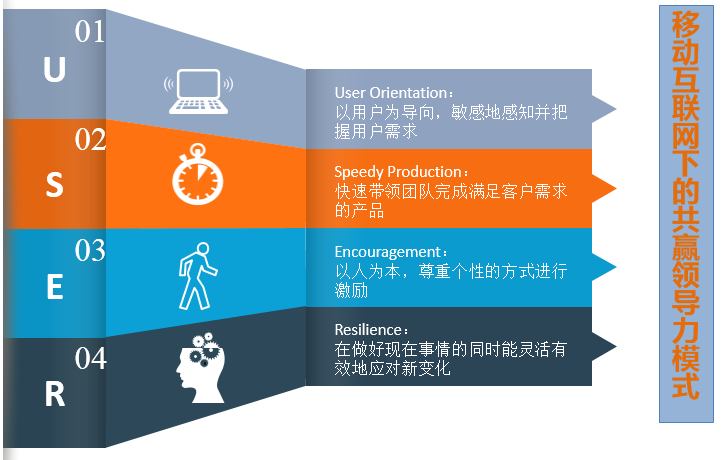 01
U
User Orientation：
以用户为导向，敏感地感知并把
握用户需求
02
S
Speedy Production：
快速带领团队完成满足客户需求
的产品
03
E
Encouragement：
以人为本，尊重个性的方式进行
激励
04
R
Resilience：
在做好现在事情的同时能灵活有
效地应对新变化
移动互联网下的共赢领导力模式